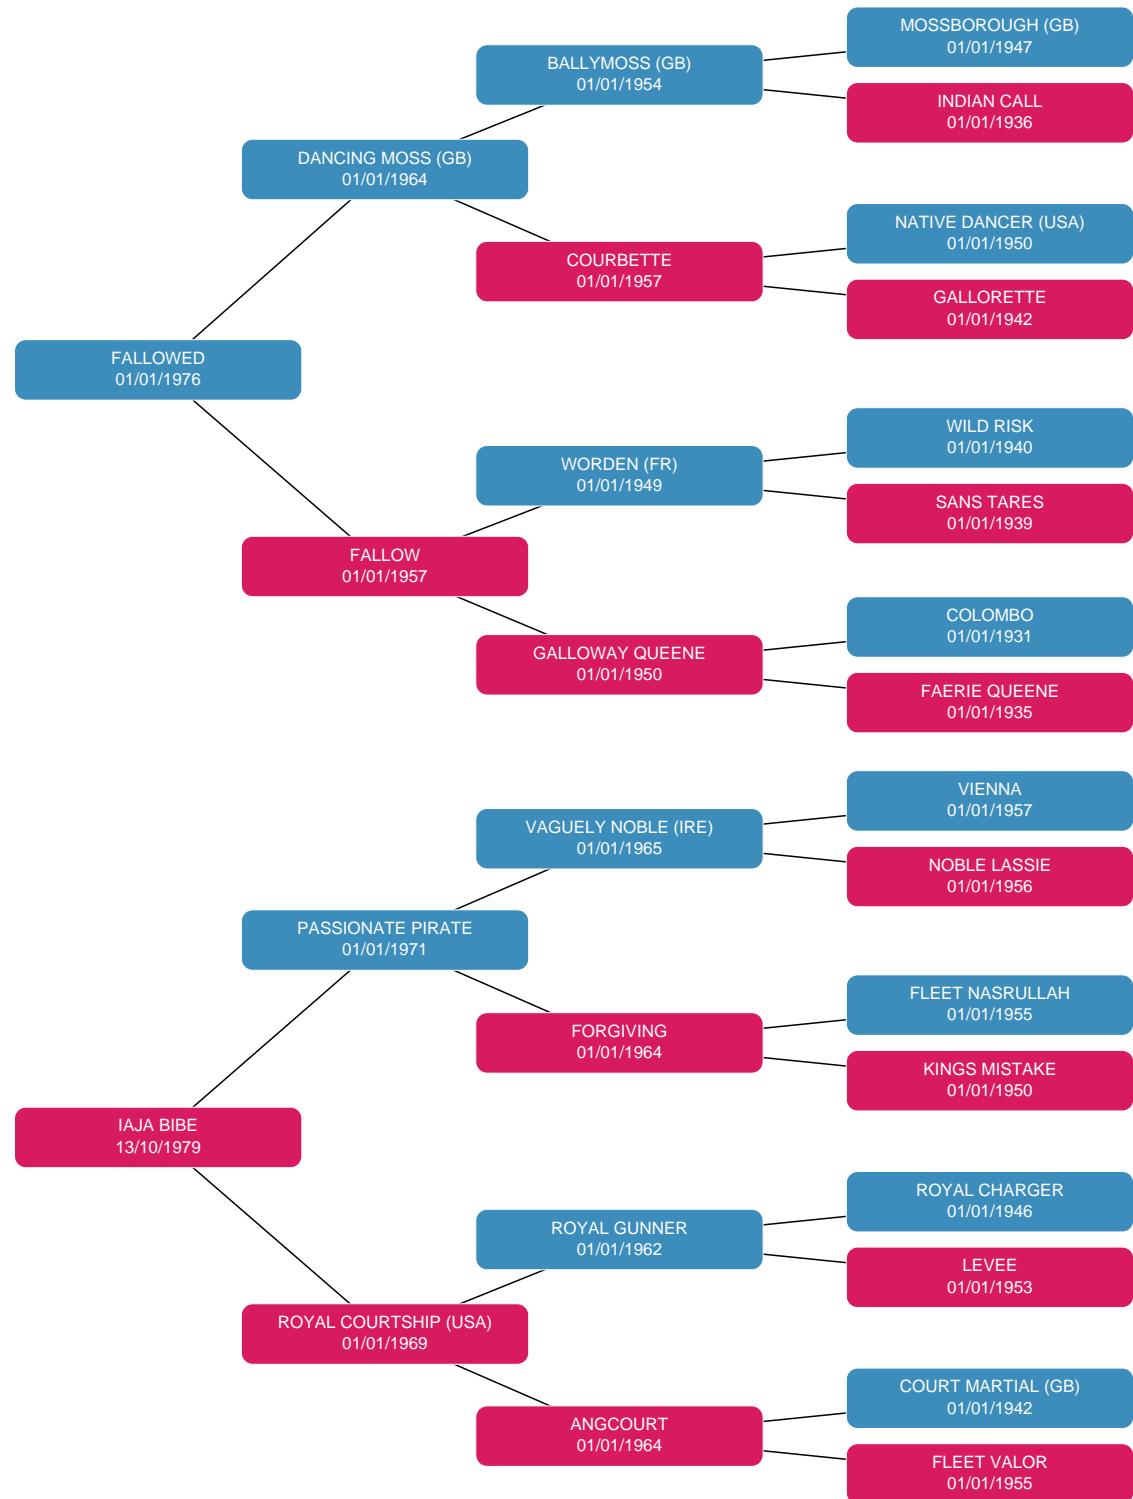 MOSSBOROUGH (GB)
01/01/1947
BALLYMOSS (GB)
01/01/1954
INDIAN CALL
01/01/1936
DANCING MOSS (GB)
01/01/1964
NATIVE DANCER (USA)
01/01/1950
COURBETTE
01/01/1957
GALLORETTE
01/01/1942
FALLOWED
01/01/1976
WILD RISK
01/01/1940
WORDEN (FR)
01/01/1949
SANS TARES
01/01/1939
FALLOW
01/01/1957
COLOMBO
01/01/1931
GALLOWAY QUEENE
01/01/1950
FAERIE QUEENE
01/01/1935
VIENNA
01/01/1957
VAGUELY NOBLE (IRE)
01/01/1965
NOBLE LASSIE
01/01/1956
PASSIONATE PIRATE
01/01/1971
FLEET NASRULLAH
01/01/1955
FORGIVING
01/01/1964
KINGS MISTAKE
01/01/1950
IAJA BIBE
13/10/1979
ROYAL CHARGER
01/01/1946
ROYAL GUNNER
01/01/1962
LEVEE
01/01/1953
ROYAL COURTSHIP (USA)
01/01/1969
COURT MARTIAL (GB)
01/01/1942
ANGCOURT
01/01/1964
FLEET VALOR
01/01/1955